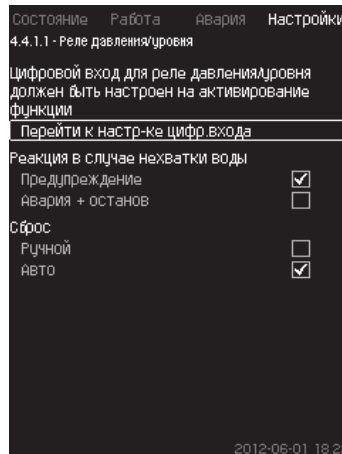 Состояние Работа Авария Настройки
4.4.1.1 - Реле давления/уровня
Цифровой вход для реле давления/уровня
должен быть настроен на активирование
функции
Перейти к настр-ке цифр.входа
Реакция в случае нехватки воды
Предупреждение
Авария + останов
Сброс
Ручной
Авто
2012-06-01 18:2